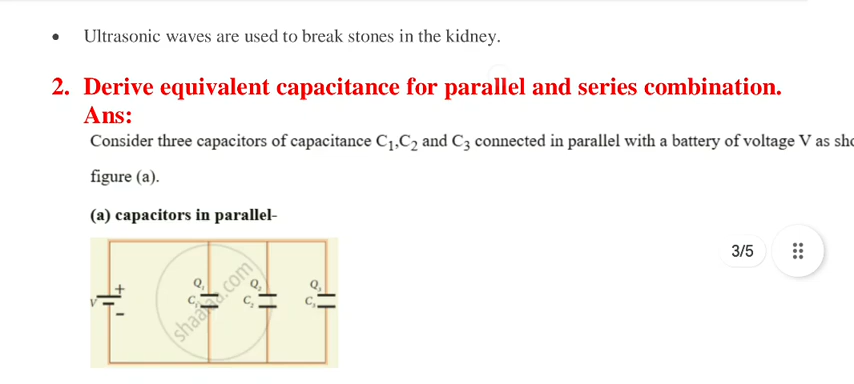 • Ultrasonic waves are used to break stones in the kidney.
2. Derive equivalent capacitance for parallel and series combination.
Ans:
Consider three capacitors of capacitance C₁,C₂ and C₃ connected in parallel with a battery of voltage V as sho
figure (a).
(a) capacitors in parallel-
3/5
+
V
−
Q₁ Q₂ Q₃
C₁ C₂ C₃
shaalaa.com